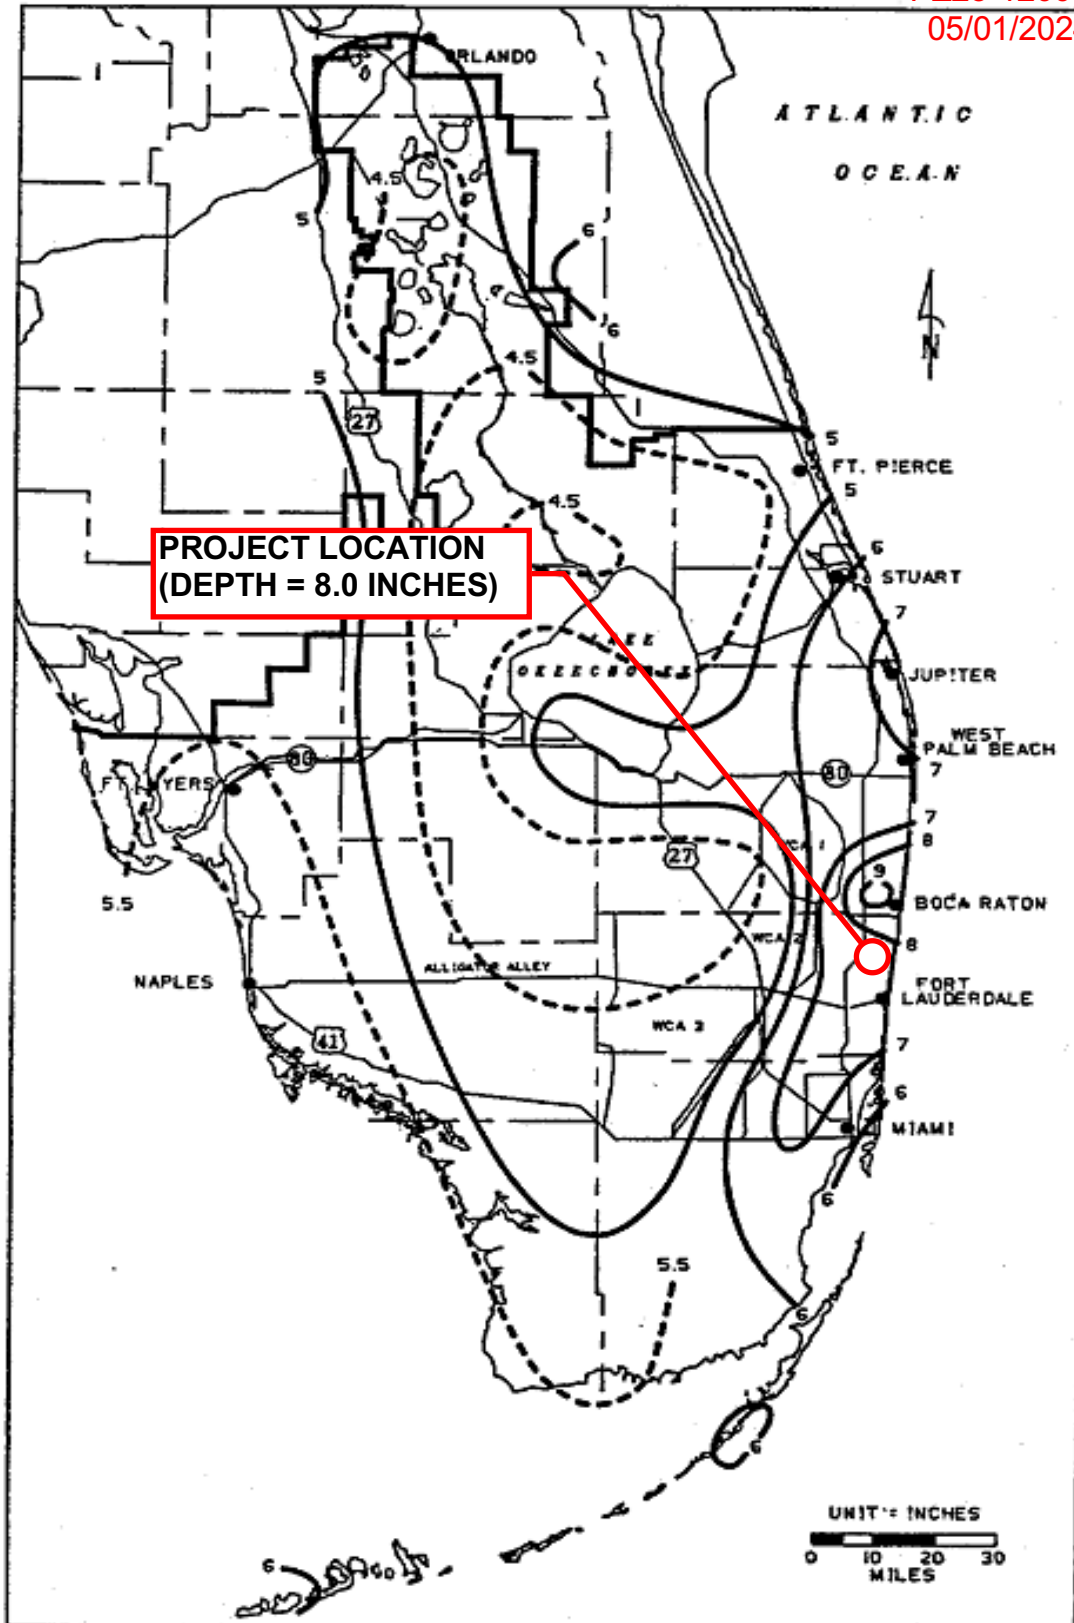 05/01/202
ORLANDO
ATLANTIC
OCEAN
4.5
5
6
6
N
4.5
5
27
5
FT. PIERCE
5
4.5
PROJECT LOCATION
(DEPTH = 8.0 INCHES)
6
6
STUART
7
LAKE
OKEECHOBEE
JUPITER
WEST
PALM BEACH
80
80
7
FT. MYERS
7
8
WCA 1
27
9
5.5
BOCA RATON
WCA 2
8
ALLIGATOR ALLEY
NAPLES
FORT
LAUDERDALE
WCA 3
41
7
6
MIAMI
6
5.5
6
6
UNIT = INCHES
0 10 20 30
MILES
6